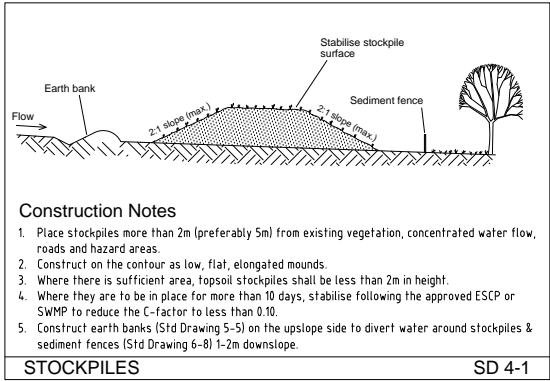 Stabilise stockpile
surface
Earth bank
Sediment fence
Flow
2:1 slope (max.)
2:1 slope (max.)
Construction Notes
1. Place stockpiles more than 2m (preferably 5m) from existing vegetation, concentrated water flow,
roads and hazard areas.
2. Construct on the contour as low, flat, elongated mounds.
3. Where there is sufficient area, topsoil stockpiles shall be less than 2m in height.
4. Where they are to be in place for more than 10 days, stabilise following the approved ESCP or
SWMP to reduce the C-factor to less than 0.10.
5. Construct earth banks (Std Drawing 5-5) on the upslope side to divert water around stockpiles &
sediment fences (Std Drawing 6-8) 1-2m downslope.
STOCKPILES SD 4-1